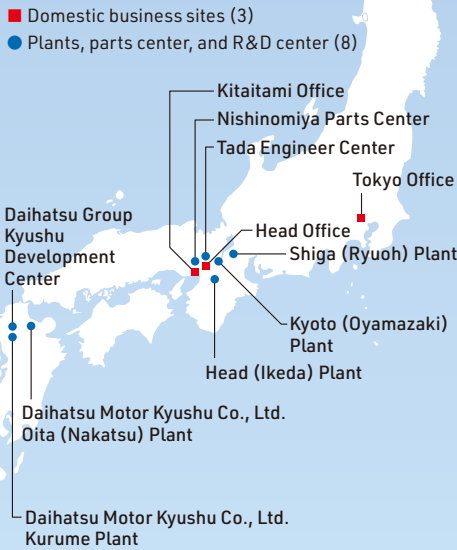 Domestic business sites (3)
Plants, parts center, and R&D center (8)
Kitaitami Office
Nishinomiya Parts Center
Tada Engineer Center
Tokyo Office
Daihatsu Group
Kyushu
Development
Center
Head Office
Shiga (Ryuoh) Plant
Kyoto (Oyamazaki)
Plant
Head (Ikeda) Plant
Daihatsu Motor Kyushu Co., Ltd.
Oita (Nakatsu) Plant
Daihatsu Motor Kyushu Co., Ltd.
Kurume Plant